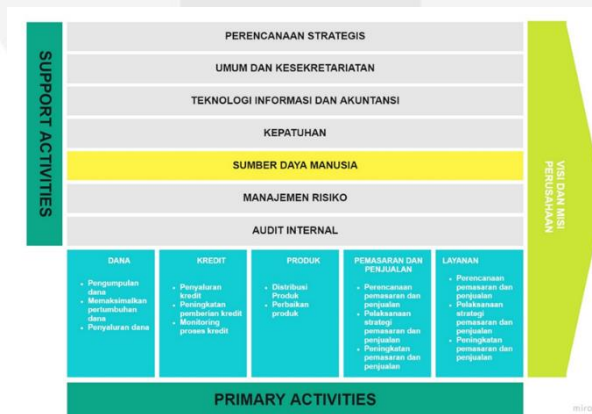 SUPPORT ACTIVITIES
PERENCANAAN STRATEGIS
UMUM DAN KESEKRETARIATAN
TEKNOLOGI INFORMASI DAN AKUNTANSI
KEPATUHAN
SUMBER DAYA MANUSIA
MANAJEMEN RISIKO
AUDIT INTERNAL
DANA
• Pengumpulan
dana
• Memaksimalkan
pertumbuhan
dana
• Penyaluran dana
KREDIT
• Penyaluran
kredit
• Peningkatan
pemberian kredit
• Monitoring
proses kredit
PRODUK
• Distribusi
Produk
• Perbaikan
produk
PEMASARAN DAN
PENJUALAN
• Perencanaan
pemasaran dan
penjualan
• Pelaksanaan
strategi
pemasaran dan
penjualan
• Peningkatan
pemasaran dan
penjualan
LAYANAN
• Perencanaan
pemasaran dan
penjualan
• Pelaksanaan
strategi
pemasaran dan
penjualan
• Peningkatan
pemasaran dan
penjualan
VISI DAN MISI
PERUSAHAAN
PRIMARY ACTIVITIES
miro